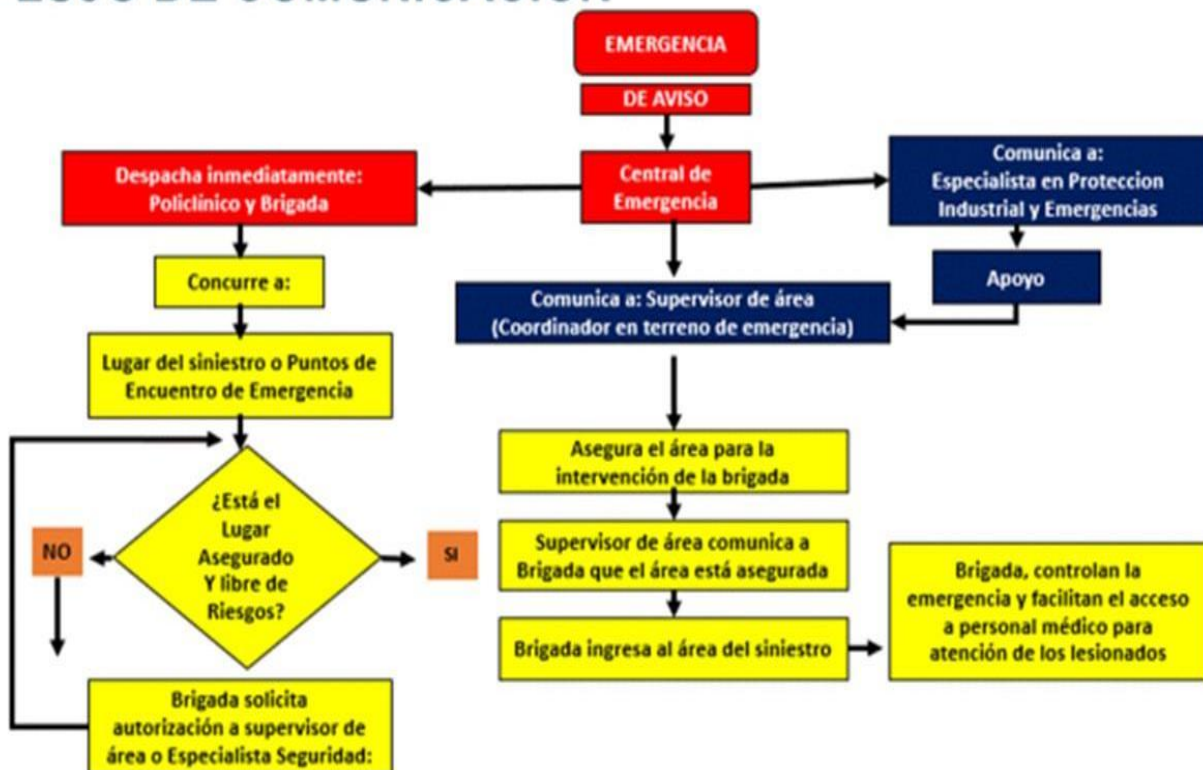 DE COMUNICACIÓN
EMERGENCIA
DE AVISO
Central de
Emergencia
Despacha inmediatamente:
Policlínico y Brigada
Comunica a:
Especialista en Proteccion
Industrial y Emergencias
Concurre a:
Apoyo
Comunica a: Supervisor de área
(Coordinador en terreno de emergencia)
Lugar del siniestro o Puntos de
Encuentro de Emergencia
Asegura el área para la
intervención de la brigada
¿Está el
Lugar
Asegurado
Y libre de
Riesgos?
NO
SI
Supervisor de área comunica a
Brigada que el área está asegurada
Brigada ingresa al área del siniestro
Brigada, controlan la
emergencia y facilitan el acceso
a personal médico para
atención de los lesionados
Brigada solicita
autorización a supervisor de
área o Especialista Seguridad: